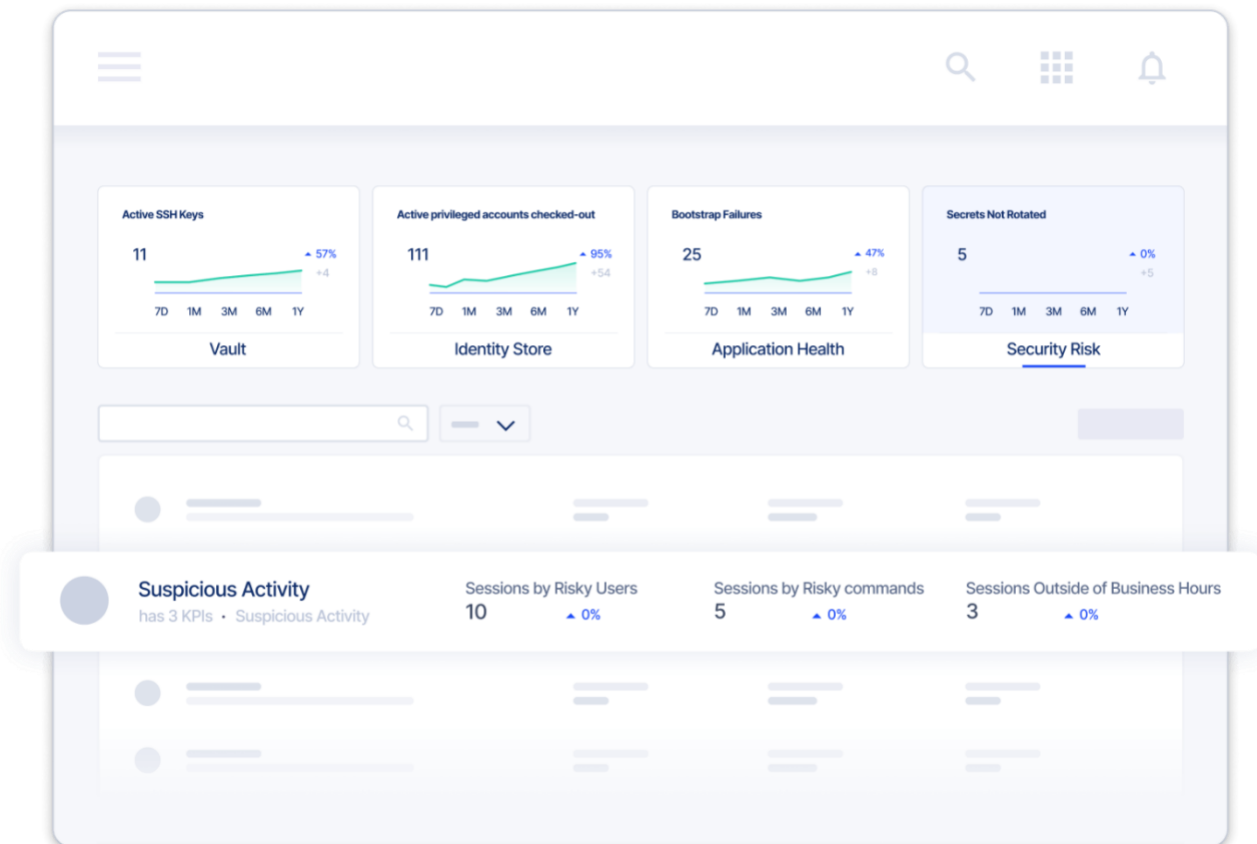 Active SSH Keys
11
57%
+4
7D 1M 3M 6M 1Y
Vault
Active privileged accounts checked-out
111
95%
+54
7D 1M 3M 6M 1Y
Identity Store
Bootstrap Failures
25
47%
+8
7D 1M 3M 6M 1Y
Application Health
Secrets Not Rotated
5
0%
+5
7D 1M 3M 6M 1Y
Security Risk
Suspicious Activity
has 3 KPIs • Suspicious Activity
Sessions by Risky Users
10 0%
Sessions by Risky commands
5 0%
Sessions Outside of Business Hours
3 0%